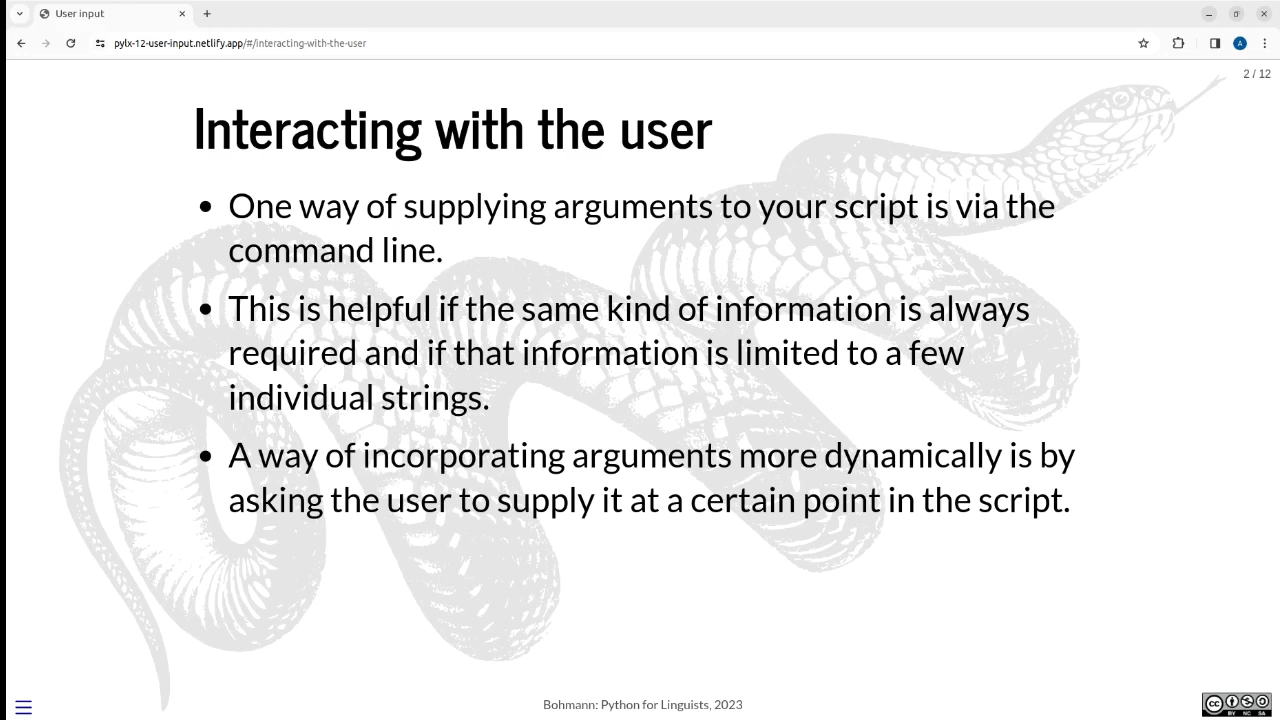 User input
pylx-12-user-input.netlify.app/#/interacting-with-the-user
A
2 / 12
Interacting with the user
• One way of supplying arguments to your script is via the
command line.
• This is helpful if the same kind of information is always
required and if that information is limited to a few
individual strings.
• A way of incorporating arguments more dynamically is by
asking the user to supply it at a certain point in the script.
Bohmann: Python for Linguists, 2023
cc
BY NC SA